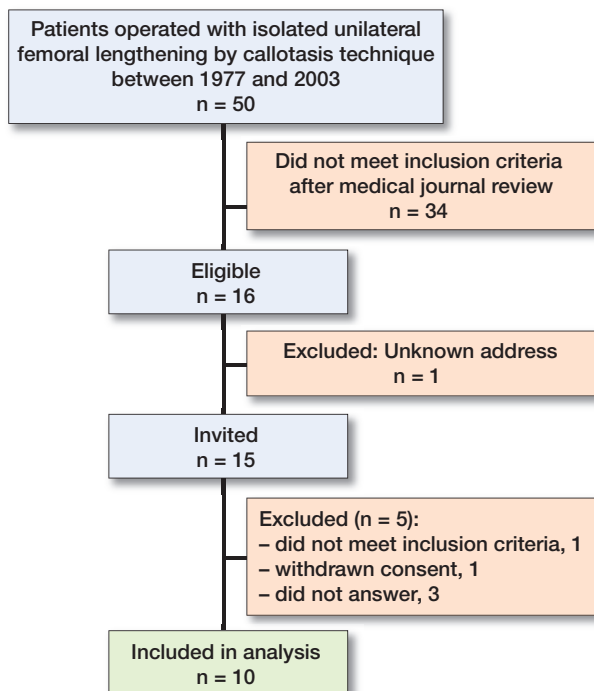 Patients operated with isolated unilateral
femoral lengthening by callotasis technique
between 1977 and 2003
n = 50
Did not meet inclusion criteria
after medical journal review
n = 34
Eligible
n = 16
Excluded: Unknown address
n = 1
Invited
n = 15
Excluded (n = 5):
– did not meet inclusion criteria, 1
– withdrawn consent, 1
– did not answer, 3
Included in analysis
n = 10